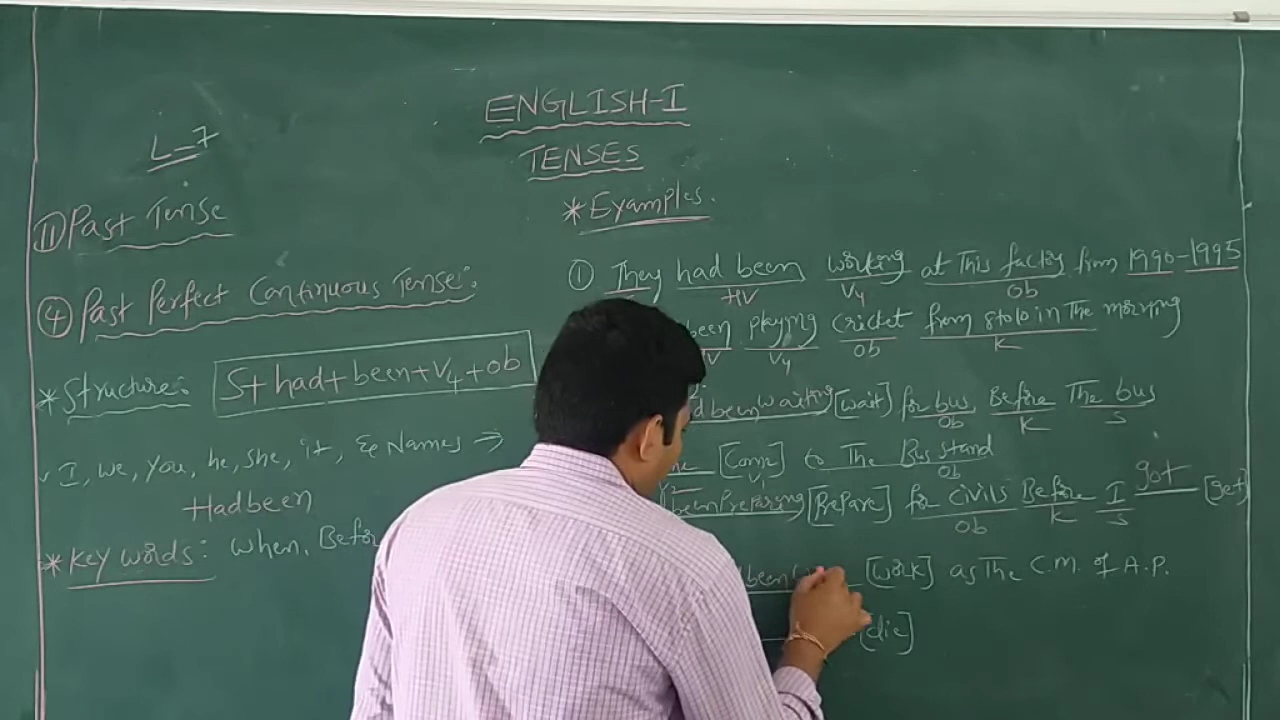 ENGLISH-I
TENSES
L-7
II) Past Tense
④ Past Perfect Continuous Tense:
* Structure: S+had+been+V4+ob
I, we, you, he, she, it, & Names →
Had been
* Key words: when, Befor
* Examples.
① They had been working at This factory from 1990-1995
HV V4 ob
been playing cricket from in The morning
V V4 ob K
d been waiting [wait] for bus Before The bus
ob K S
[Come] to The Bus stand
V1 ob
been Preparing [Prepare] for Civils Before I got [get]
ob K S
been [work] as The C.M. of A.P.
[die]